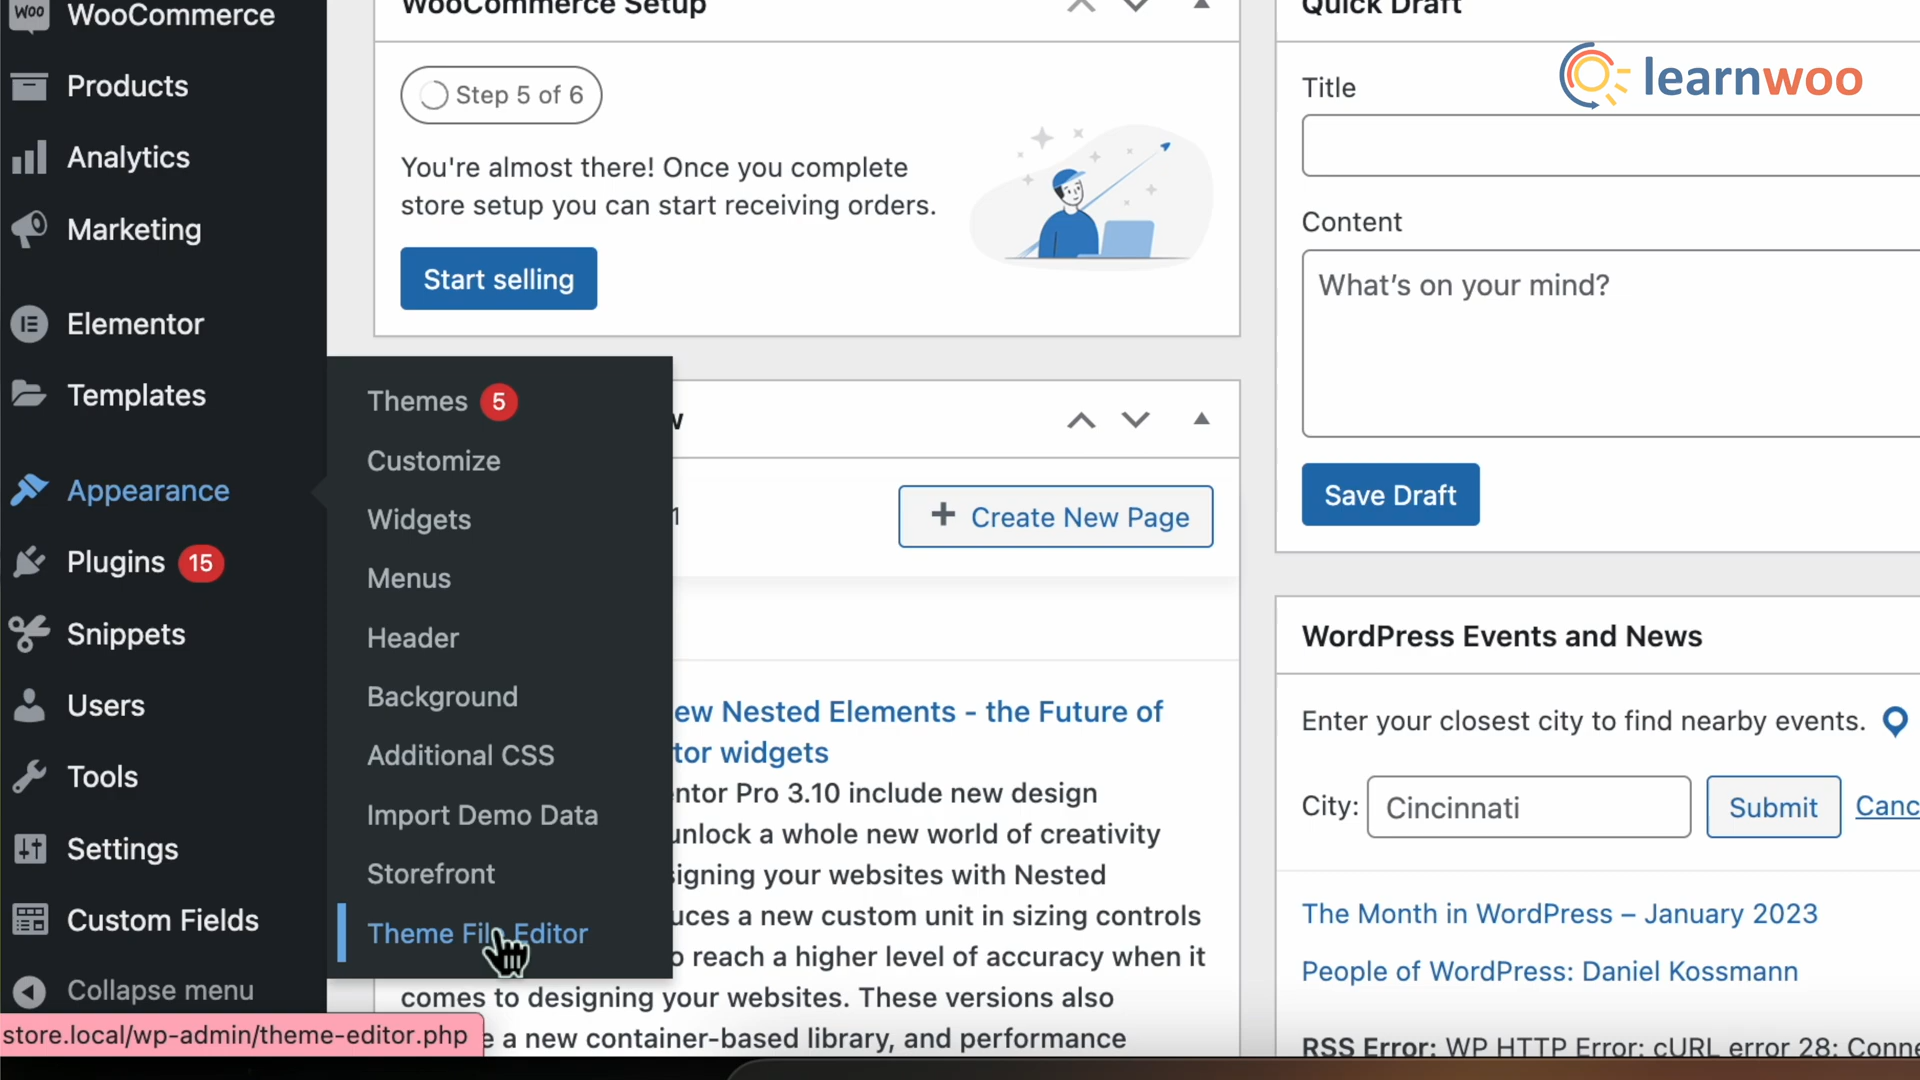 WOO WooCommerce
Products
Analytics
Marketing
Elementor
Templates
Appearance
Plugins 15
Snippets
Users
Tools
Settings
Custom Fields
Collapse menu
store.local/wp-admin/theme-editor.php
Themes 5
Customize
Widgets
Menus
Header
Background
Additional CSS
Import Demo Data
Storefront
Theme File Editor
WooCommerce Setup
Step 5 of 6
You're almost there! Once you complete
store setup you can start receiving orders.
Start selling
w
1
+ Create New Page
ew Nested Elements - the Future of
tor widgets
ntor Pro 3.10 include new design
unlock a whole new world of creativity
igning your websites with Nested
uces a new custom unit in sizing controls
o reach a higher level of accuracy when it
comes to designing your websites. These versions also
e a new container-based library, and performance
Quick Draft
learnwoo
Title
Content
What's on your mind?
Save Draft
WordPress Events and News
Enter your closest city to find nearby events.
City: Cincinnati Submit Canc
The Month in WordPress – January 2023
People of WordPress: Daniel Kossmann
RSS Error: WP HTTP Error: cURL error 28: Conne